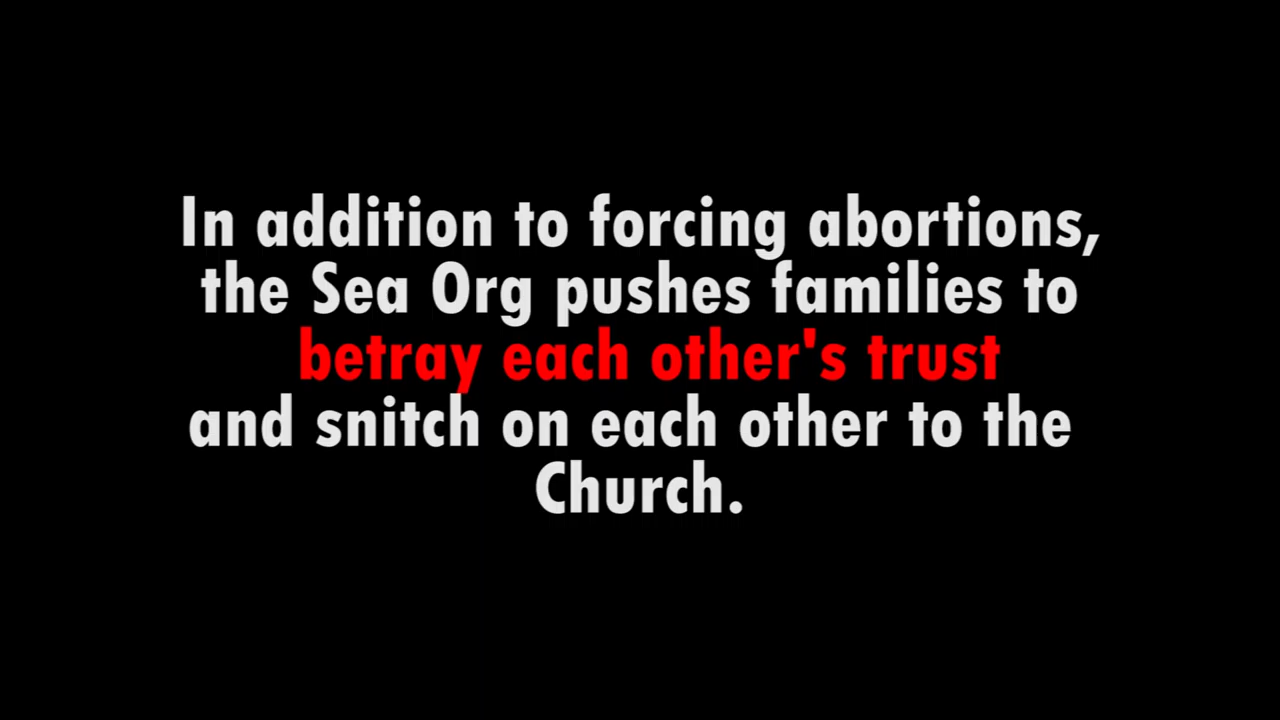 In addition to forcing abortions,
the Sea Org pushes families to
betray each other's trust
and snitch on each other to the
Church.